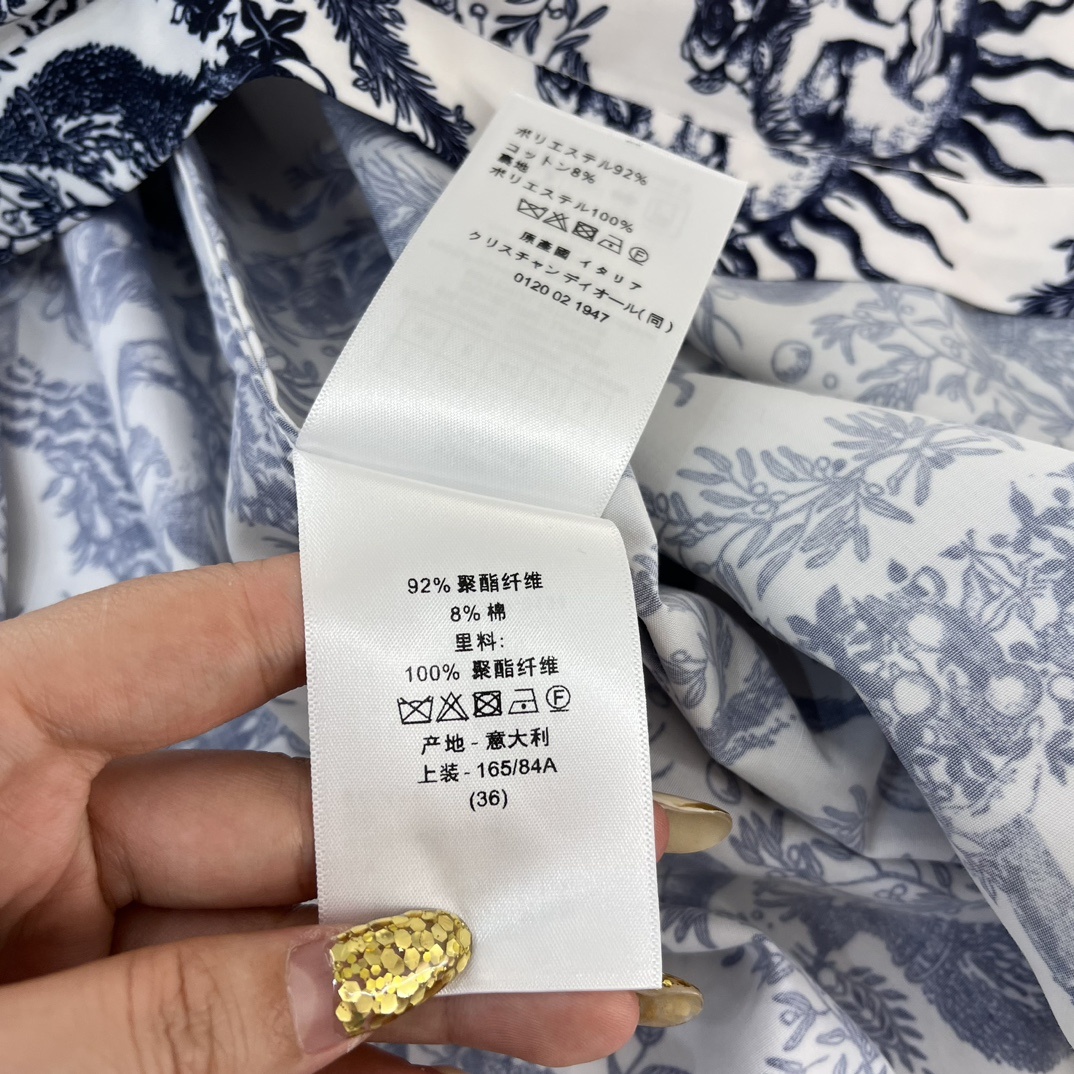 ポリエステル92%
コットン8%
裏地
ポリエステル100%
原產國 イタリア
クリスチャンディオール(同)
0120 02 1947
92% 聚酯纤维
8% 棉
里料:
100% 聚酯纤维
F
产地 - 意大利
上装 - 165/84A
(36)